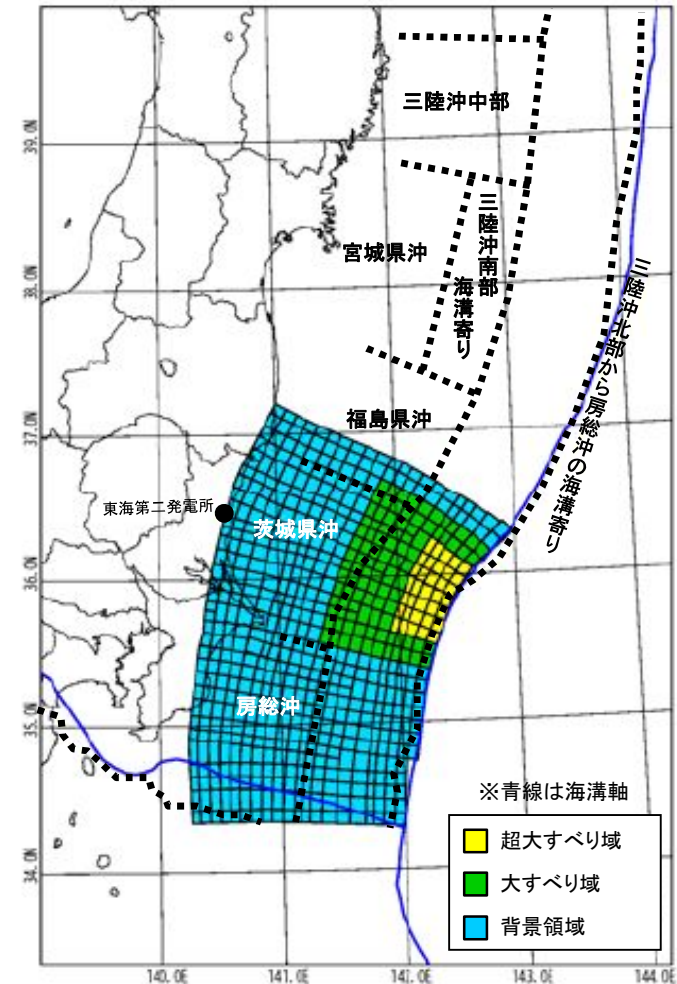 三陸沖中部
39.0N
三陸沖南部
海溝寄り
宮城県沖
38.0N
三陸沖北部から房総沖の海溝寄り
福島県沖
37.0N
東海第二発電所
茨城県沖
36.0N
房総沖
35.0N
※青線は海溝軸
超大すべり域
大すべり域
背景領域
34.0N
140.0E
141.0E
142.0E
143.0E
144.0E